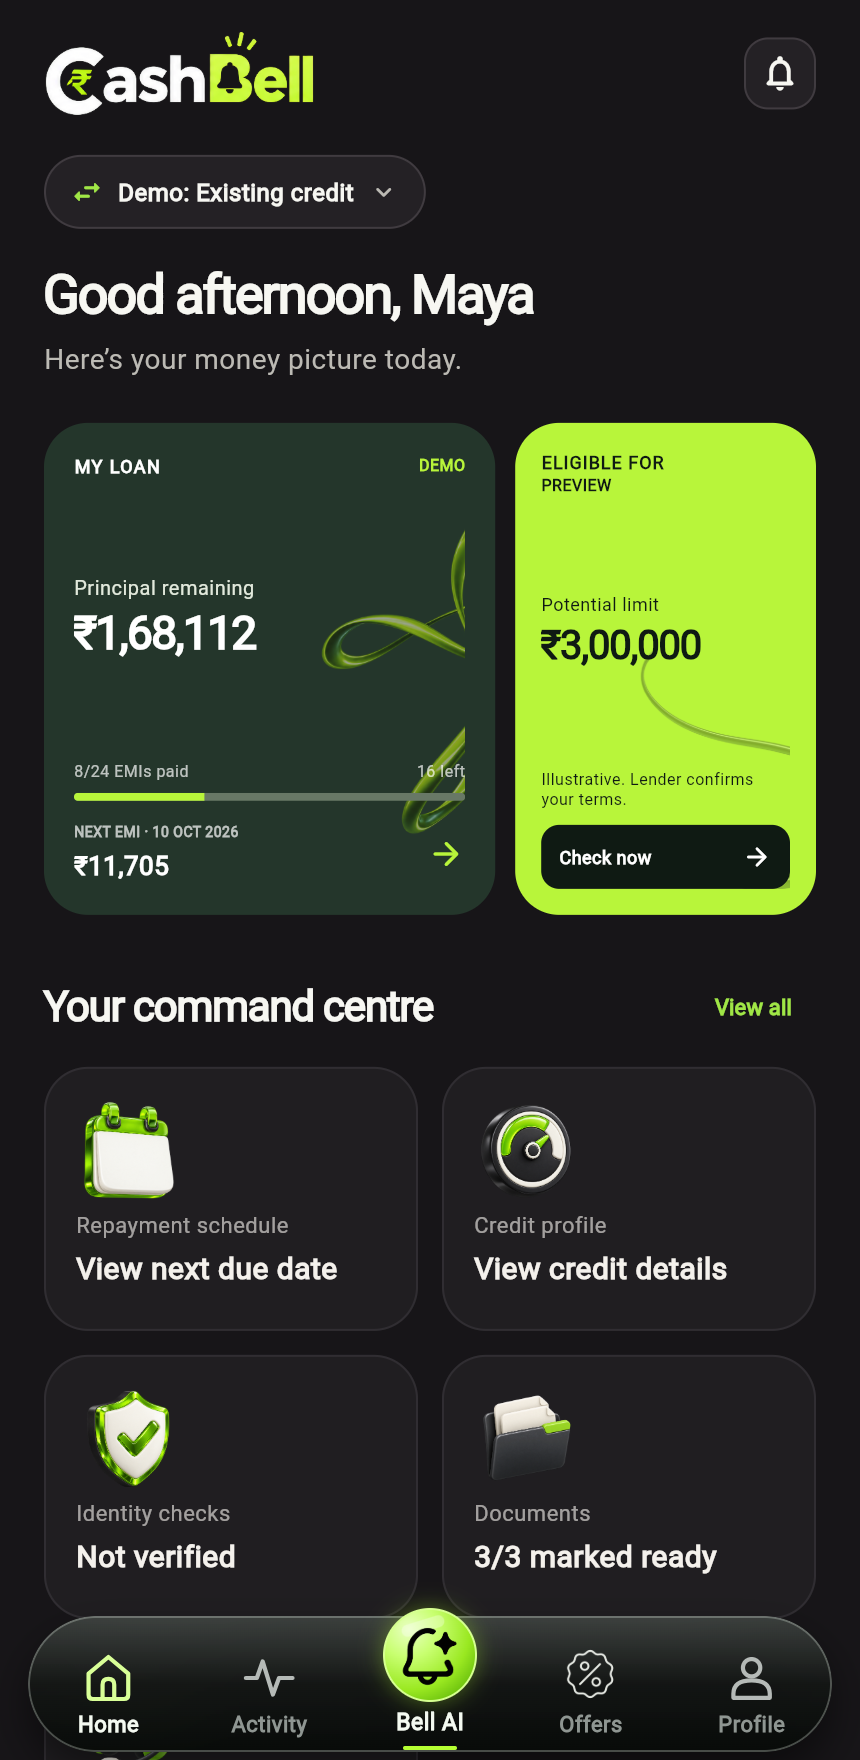 CashBell
Demo: Existing credit
Good afternoon, Maya
Here’s your money picture today.
MY LOAN
DEMO
Principal remaining
₹1,68,112
8/24 EMIs paid
16 left
NEXT EMI · 10 OCT 2026
₹11,705
ELIGIBLE FOR
PREVIEW
Potential limit
₹3,00,000
Illustrative. Lender confirms
your terms.
Check now
Your command centre
View all
Repayment schedule
View next due date
Credit profile
View credit details
Identity checks
Not verified
Documents
3/3 marked ready
Home
Activity
Bell AI
Offers
Profile